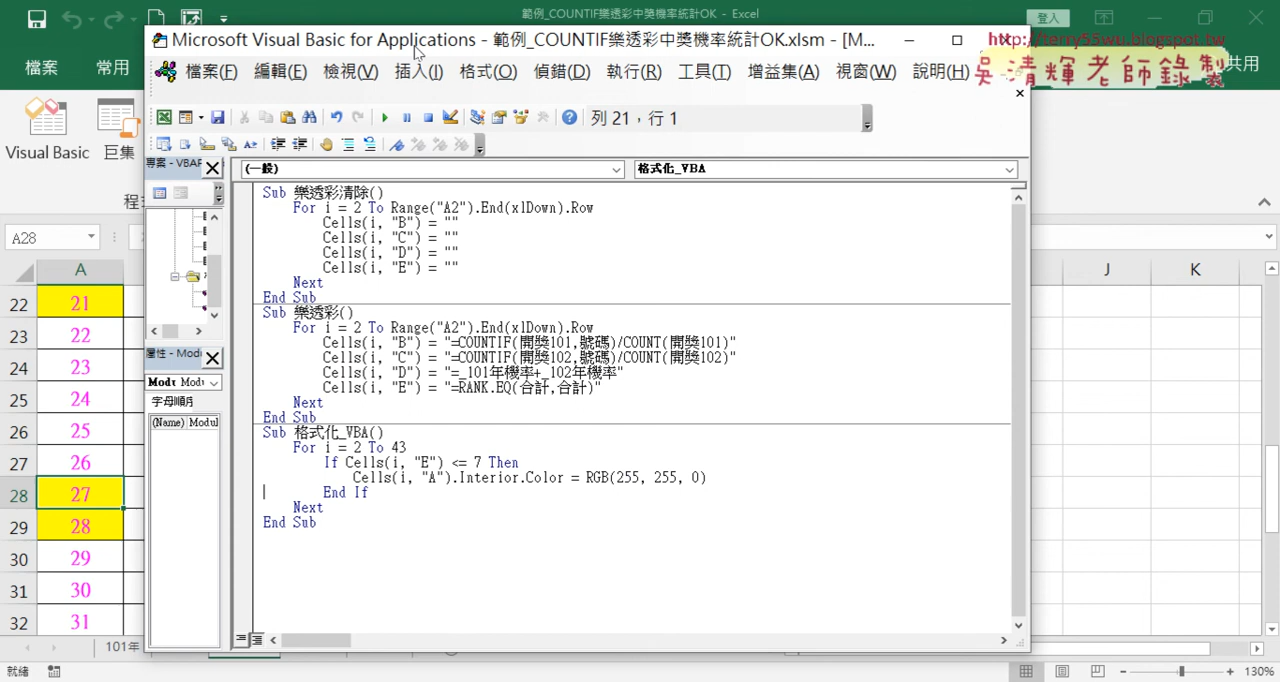 範例_COUNTIF樂透彩中獎機率統計OK - Excel
登入
檔案
常用
共用
Visual Basic
巨集
http://terry55wu.blogspot.tw
吳清輝老師錄製
Microsoft Visual Basic for Applications - 範例_COUNTIF樂透彩中獎機率統計OK.xlsm - [M...
檔案(F) 編輯(E) 檢視(V) 插入(I) 格式(O) 偵錯(D) 執行(R) 工具(T) 增益集(A) 視窗(W) 說明(H)
列 21，行 1
專案 - VBAP
(一般)
格式化_VBA
Sub 樂透彩清除()
For i = 2 To Range("A2").End(xlDown).Row
Cells(i, "B") = ""
Cells(i, "C") = ""
Cells(i, "D") = ""
Cells(i, "E") = ""
Next
End Sub
Sub 樂透彩()
For i = 2 To Range("A2").End(xlDown).Row
Cells(i, "B") = "=COUNTIF(開獎101,號碼)/COUNT(開獎101)"
Cells(i, "C") = "=COUNTIF(開獎102,號碼)/COUNT(開獎102)"
Cells(i, "D") = "=_101年機率+_102年機率"
Cells(i, "E") = "=RANK.EQ(合計,合計)"
Next
End Sub
Sub 格式化_VBA()
For i = 2 To 43
If Cells(i, "E") <= 7 Then
Cells(i, "A").Interior.Color = RGB(255, 255, 0)
End If
Next
End Sub
屬性 - Modu
字母順序
(Name) Modul
A28
A
J
K
22 21
23 22
24 23
25 24
26 25
27 26
28 27
29 28
30 29
31 30
32 31
101年
就緒
130%